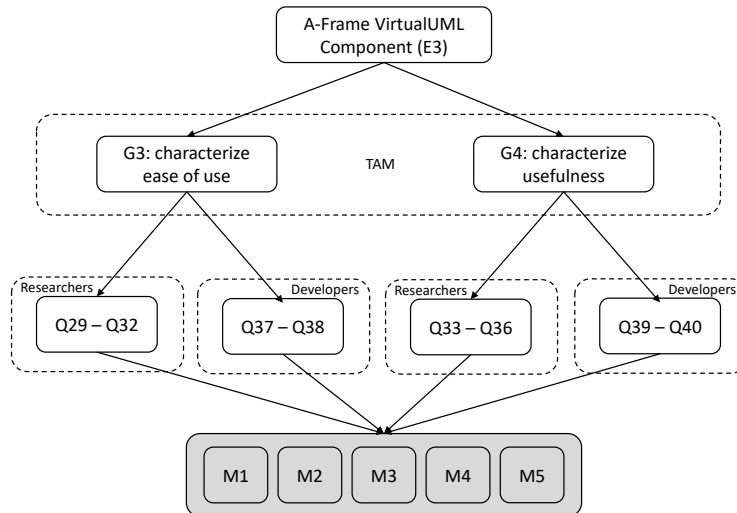 A-Frame VirtualUML
Component (E3)
G3: characterize
ease of use
TAM
G4: characterize
usefulness
Researchers
Q29 – Q32
Developers
Q37 – Q38
Researchers
Q33 – Q36
Developers
Q39 – Q40
M1
M2
M3
M4
M5